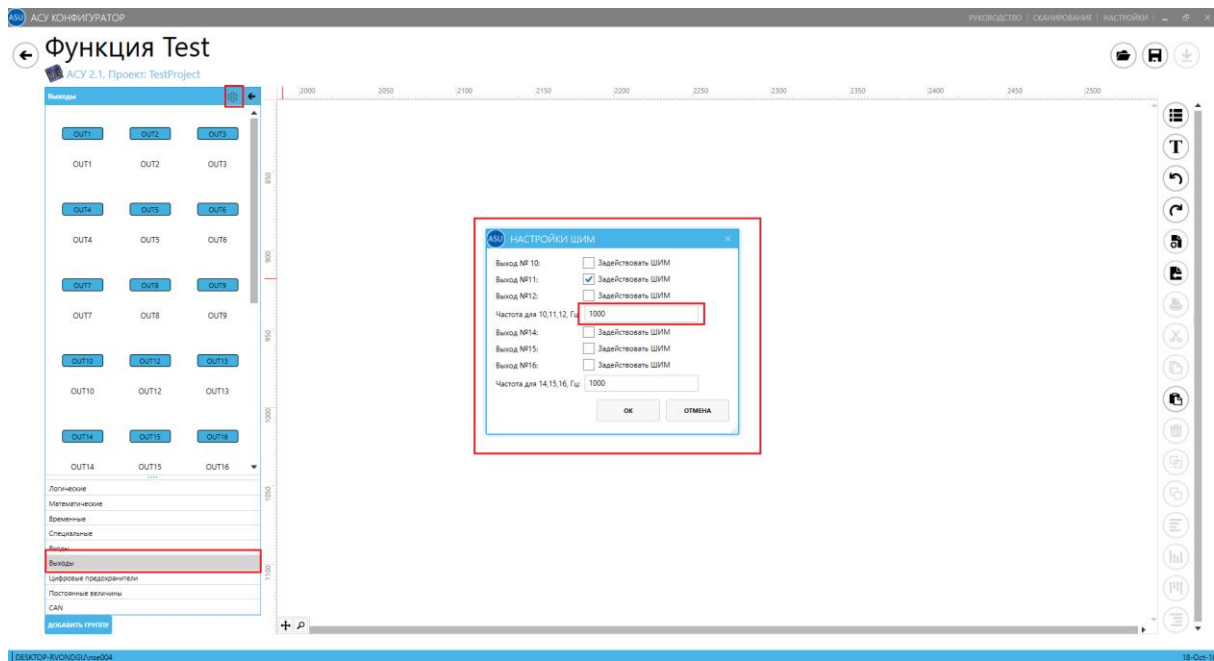 ASU АСУ КОНФИГУРАТОР
РУКОВОДСТВО | СКАНИРОВАНИЕ | НАСТРОЙКИ
Функция Test
АСУ 2.1, Проект: TestProject
Выходы
2000 2050 2100 2150 2200 2250 2300 2350 2400 2450 2500
OUT1 OUT2 OUT3
OUT1 OUT2 OUT3
850
OUT4 OUT5 OUT6
OUT4 OUT5 OUT6
900
OUT7 OUT8 OUT9
OUT7 OUT8 OUT9
950
OUT10 OUT12 OUT13
OUT10 OUT12 OUT13
1000
OUT14 OUT15 OUT16
OUT14 OUT15 OUT16
1050
Логические
Математические
Временные
Специальные
Входы
Выходы
1100
Цифровые предохранители
Постоянные величины
CAN
ДОБАВИТЬ ГРУППУ
ASU НАСТРОЙКИ ШИМ
Выход № 10: Задействовать ШИМ
Выход №11: Задействовать ШИМ
Выход №12: Задействовать ШИМ
Частота для 10,11,12, Гц 1000
Выход №14: Задействовать ШИМ
Выход №15: Задействовать ШИМ
Выход №16: Задействовать ШИМ
Частота для 14,15,16, Гц: 1000
ОК ОТМЕНА
T
DESKTOP-RVONDGU\nse004
18-Oct-18